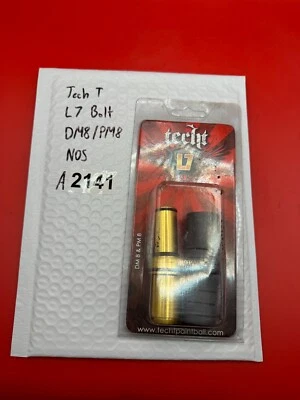 Tech T
L7 Bolt
DM8/PM8
NOS
A 2141
techt
L7
DM 8 & PM 8
www.techtpaintball.com